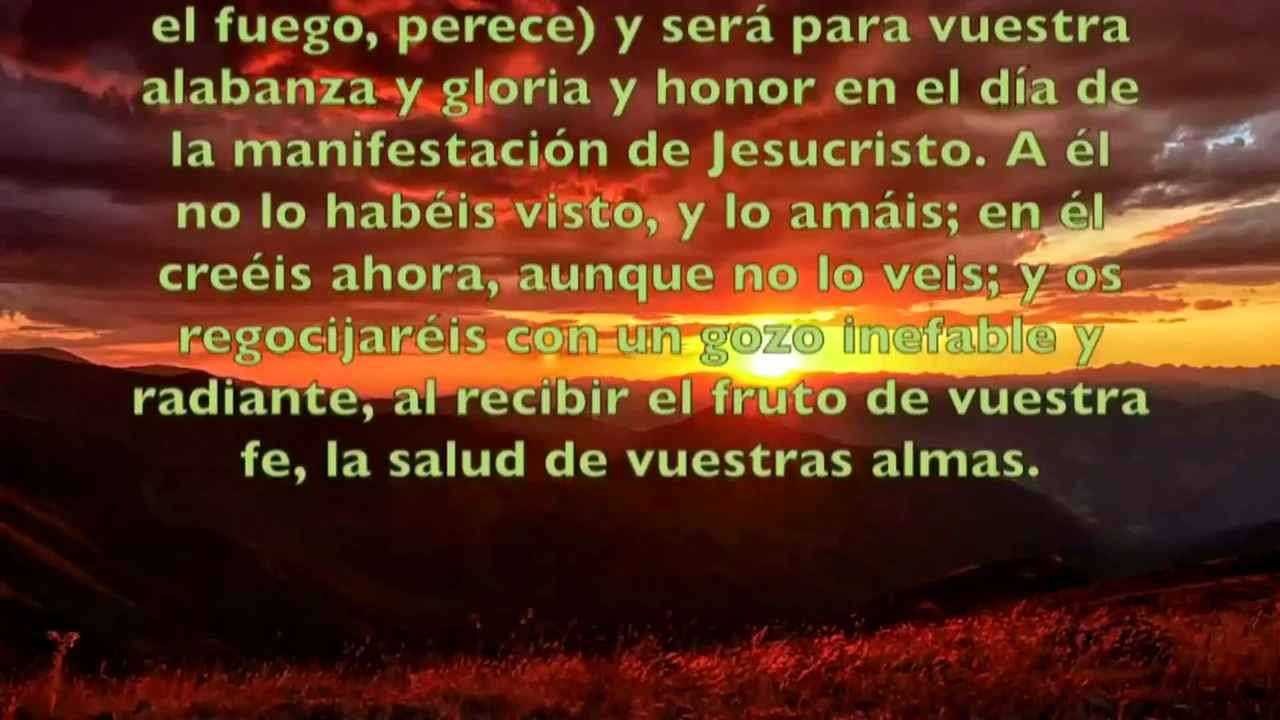 el fuego, perece) y será para vuestra
alabanza y gloria y honor en el día de
la manifestación de Jesucristo. A él
no lo habéis visto, y lo amáis; en él
creéis ahora, aunque no lo veis; y os
regocijaréis con un gozo inefable y
radiante, al recibir el fruto de vuestra
fe, la salud de vuestras almas.